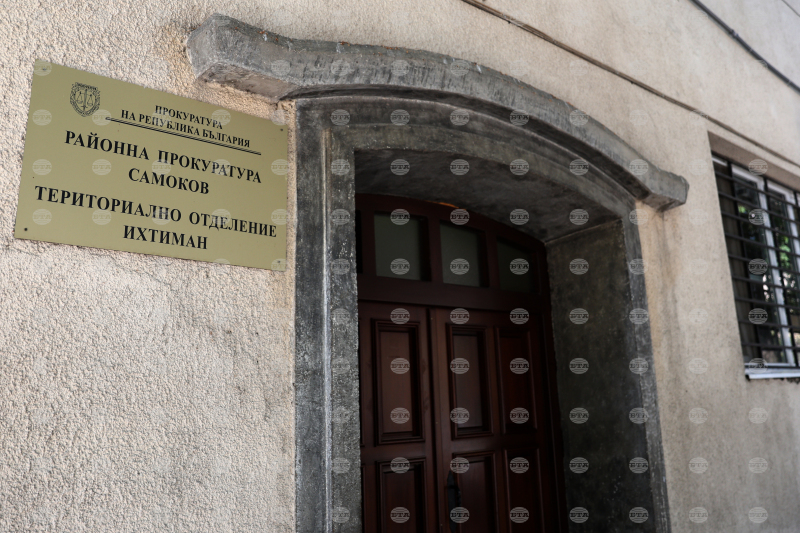 ПРОКУРАТУРА
НА РЕПУБЛИКА БЪЛГАРИЯ
РАЙОННА ПРОКУРАТУРА
САМОКОВ
ТЕРИТОРИАЛНО ОТДЕЛЕНИЕ
ИХТИМАН